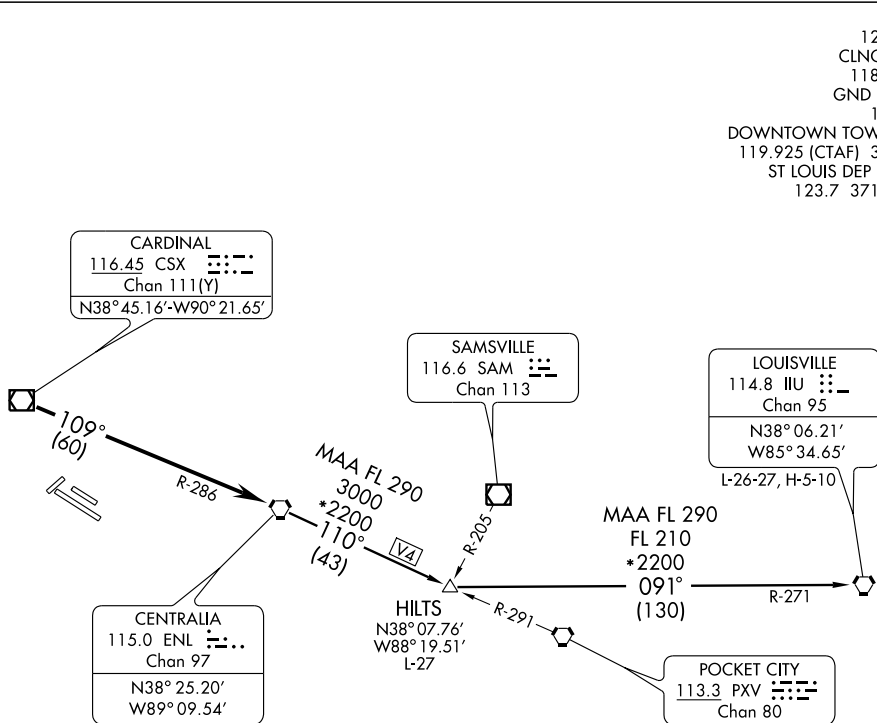 12
CLNC
118
GND
1
DOWNTOWN TOW
119.925 (CTAF) 3
ST LOUIS DEP
123.7 371
CARDINAL
116.45 CSX
Chan 111(Y)
N38°45.16'-W90°21.65'
SAMSVILLE
116.6 SAM
Chan 113
LOUISVILLE
114.8 IIU
Chan 95
N38°06.21'
W85°34.65'
L-26-27, H-5-10
109°
(60)
R-286
MAA FL 290
3000
*2200
110°
(43)
V4
R-205
MAA FL 290
FL 210
*2200
091°
(130)
R-271
HILTS
N38°07.76'
W88°19.51'
L-27
R-291
CENTRALIA
115.0 ENL
Chan 97
N38°25.20'
W89°09.54'
POCKET CITY
113.3 PXV
Chan 80